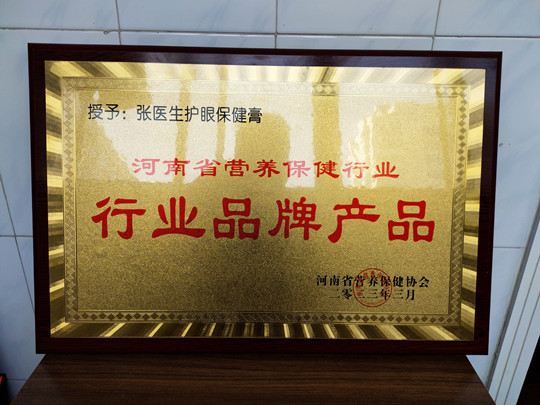 授予：张医生护眼保健膏
河南省营养保健行业
行业品牌产品
河南省营养保健协会
二零二三年三月